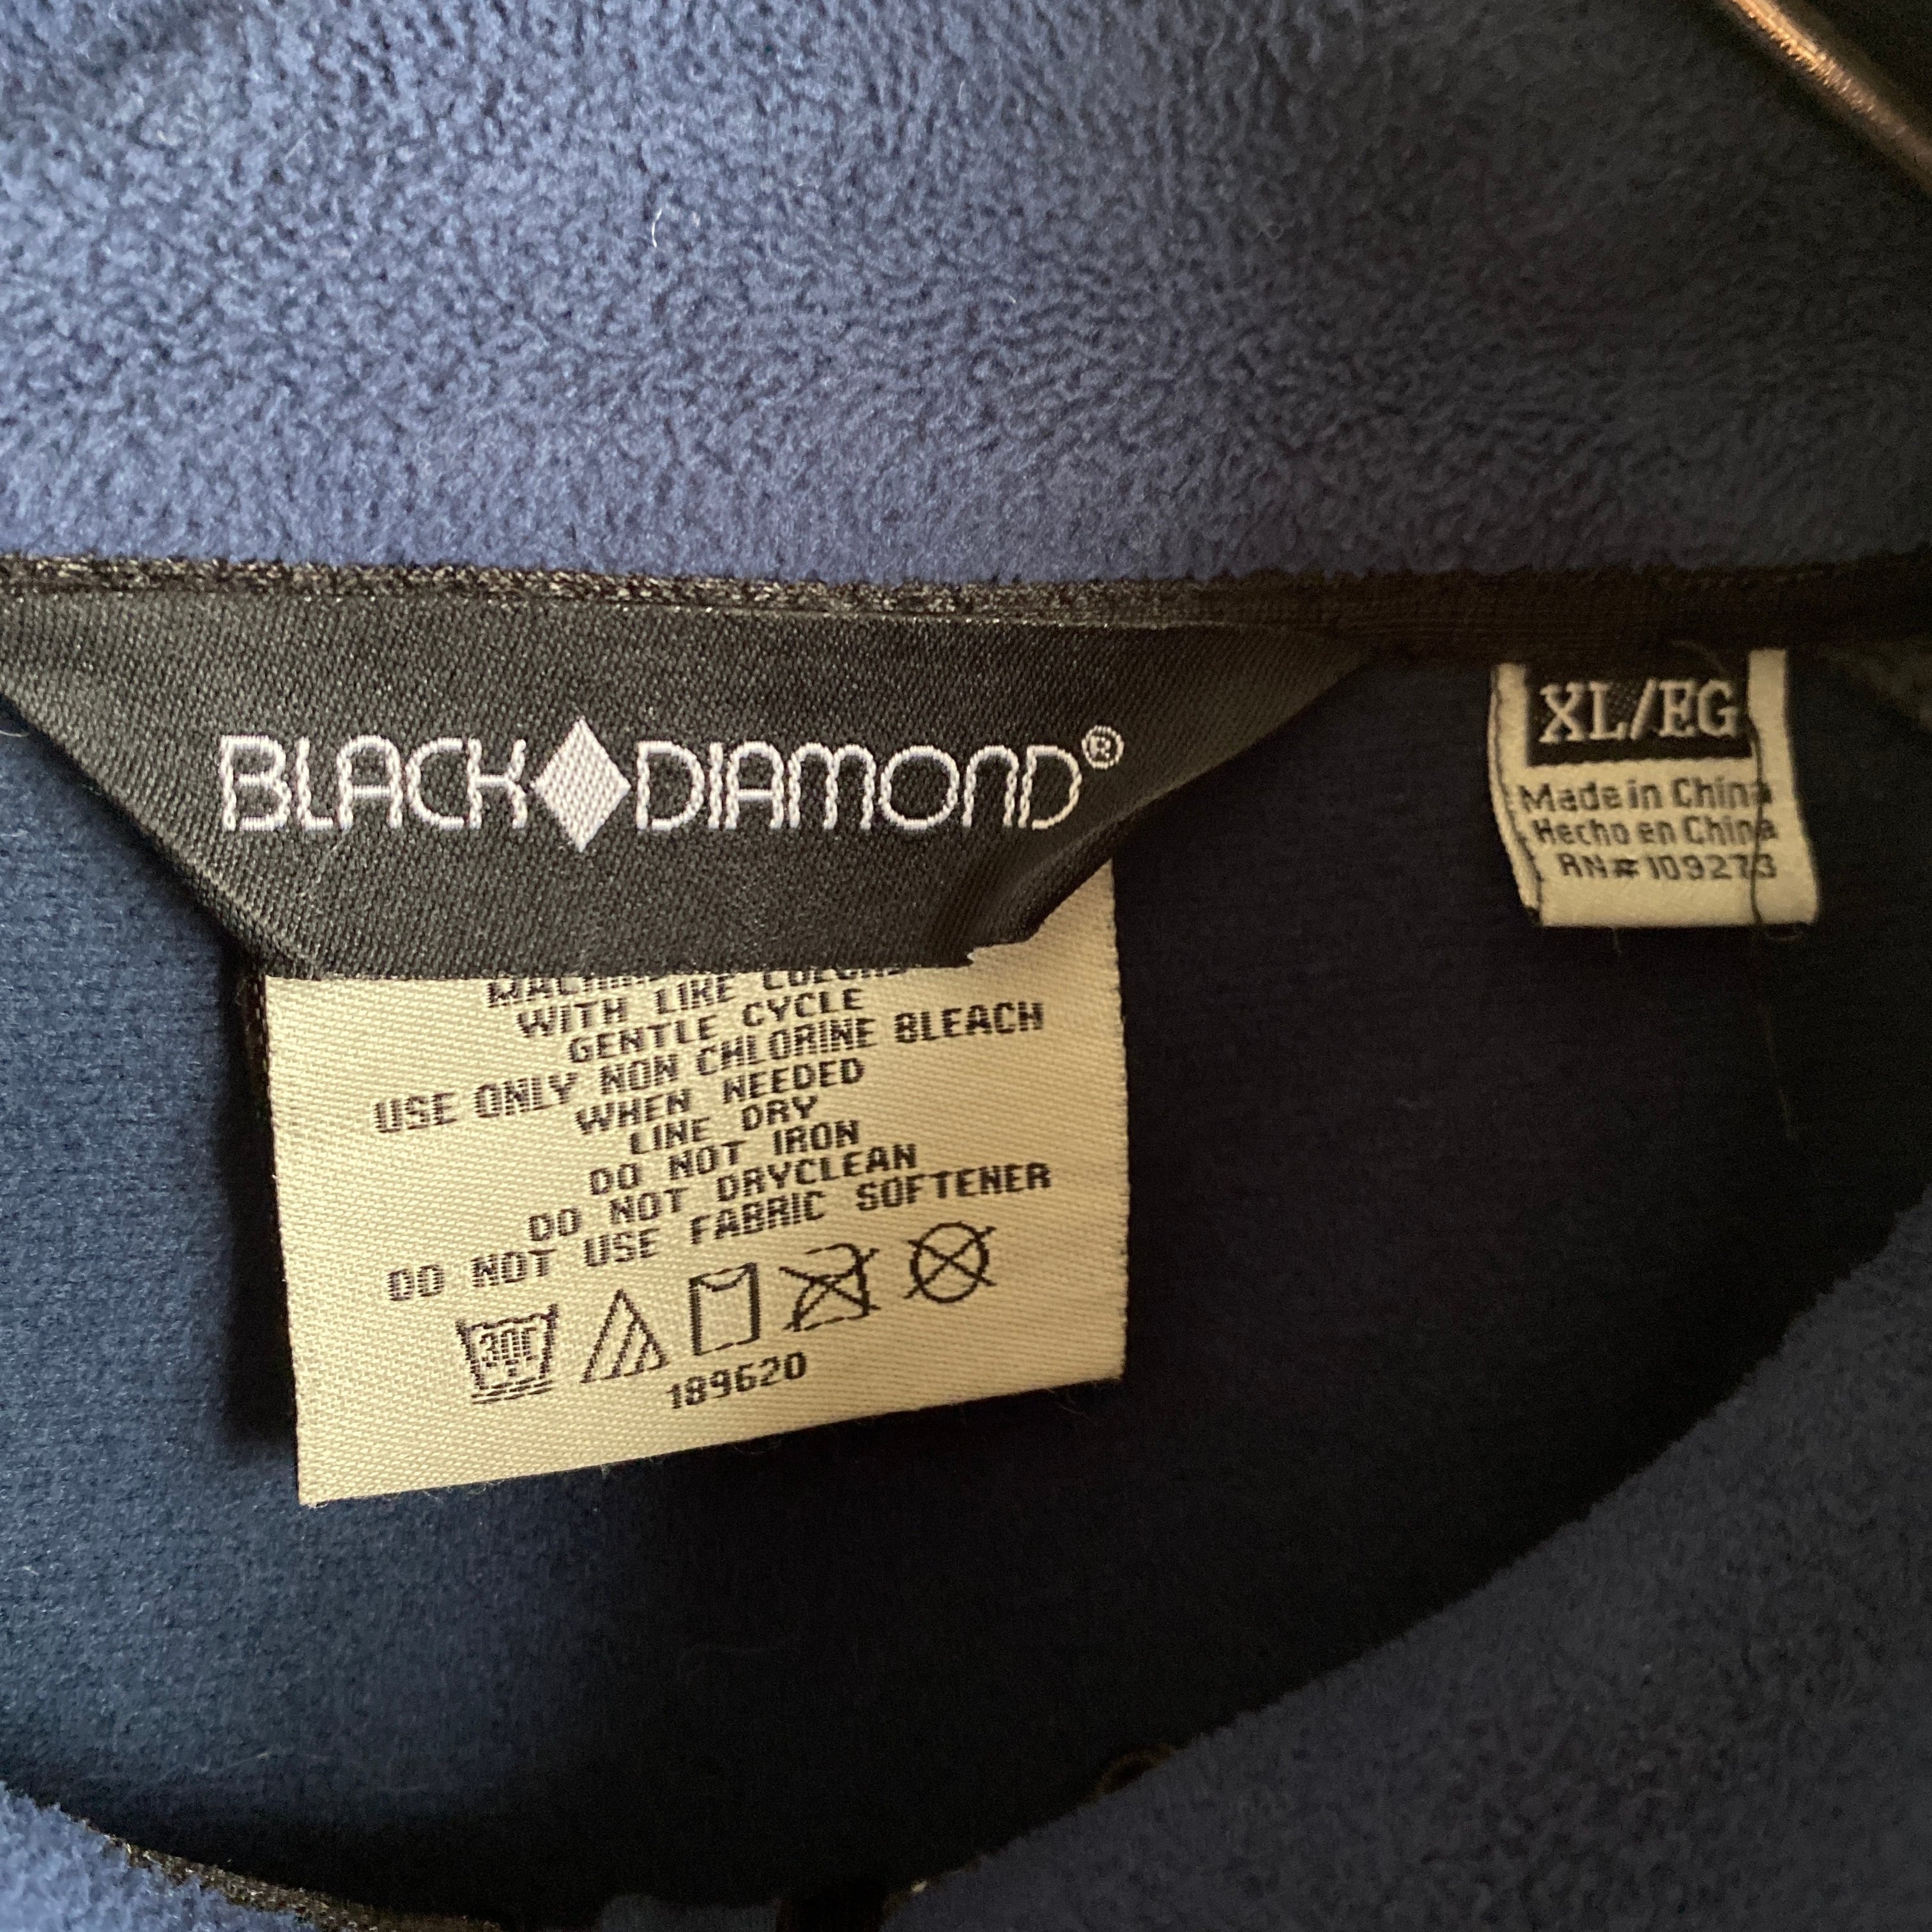 BLACK DIAMOND®
XL/EG
Made in China
Hecho en China
RN# 109273
WITH LIKE COLORS
GENTLE CYCLE
USE ONLY NON CHLORINE BLEACH
WHEN NEEDED
LINE DRY
DO NOT IRON
DO NOT DRYCLEAN
DO NOT USE FABRIC SOFTENER
30C
189620